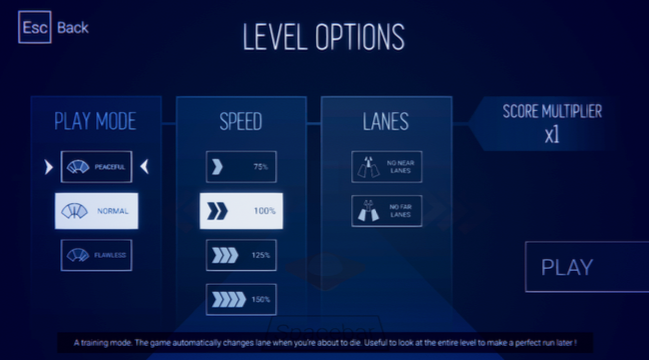 Esc Back
LEVEL OPTIONS
PLAY MODE
PEACEFUL
NORMAL
FLAWLESS
SPEED
75%
100%
125%
150%
LANES
NO NEAR
LANES
NO FAR
LANES
SCORE MULTIPLIER
x1
PLAY
Spacebar
A training mode. The game automatically changes lane when you're about to die. Useful to look at the entire level to make a perfect run later !